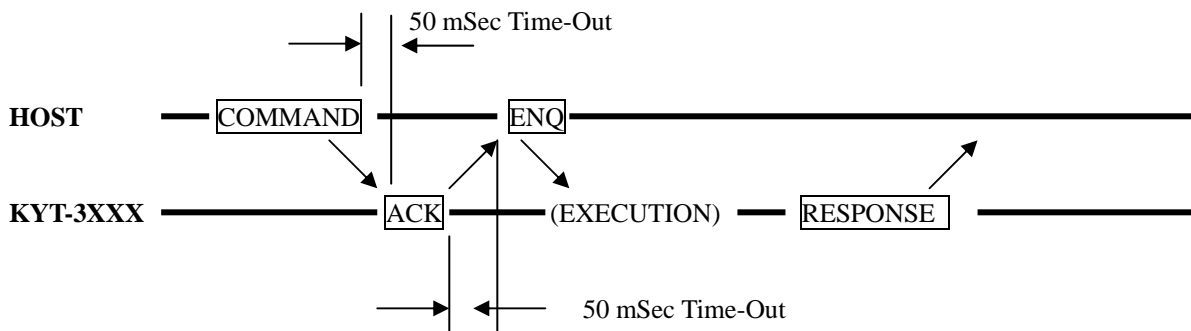 50 mSec Time-Out
HOST COMMAND ENQ
KYT-3XXX ACK (EXECUTION) RESPONSE
50 mSec Time-Out